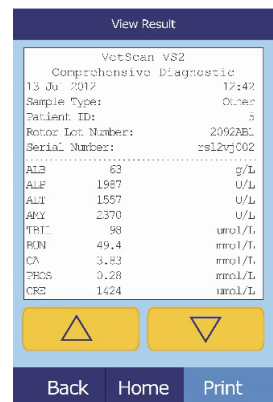 View Result
VetScan VS2
Comprehensive Diagnostic
13 Jul 2012 12:42
Sample Type: Other
Patient ID: 5
Rotor Lot Number: 2092AB1
Serial Number: rs12vj002
ALB 63 g/L
ALP 1987 U/L
ALT 1557 U/L
AMY 2370 U/L
TBIL 98 umol/L
BUN 49.4 mmol/L
CA 3.83 mmol/L
PHOS 0.28 mmol/L
CRE 1424 umol/L
Back Home Print